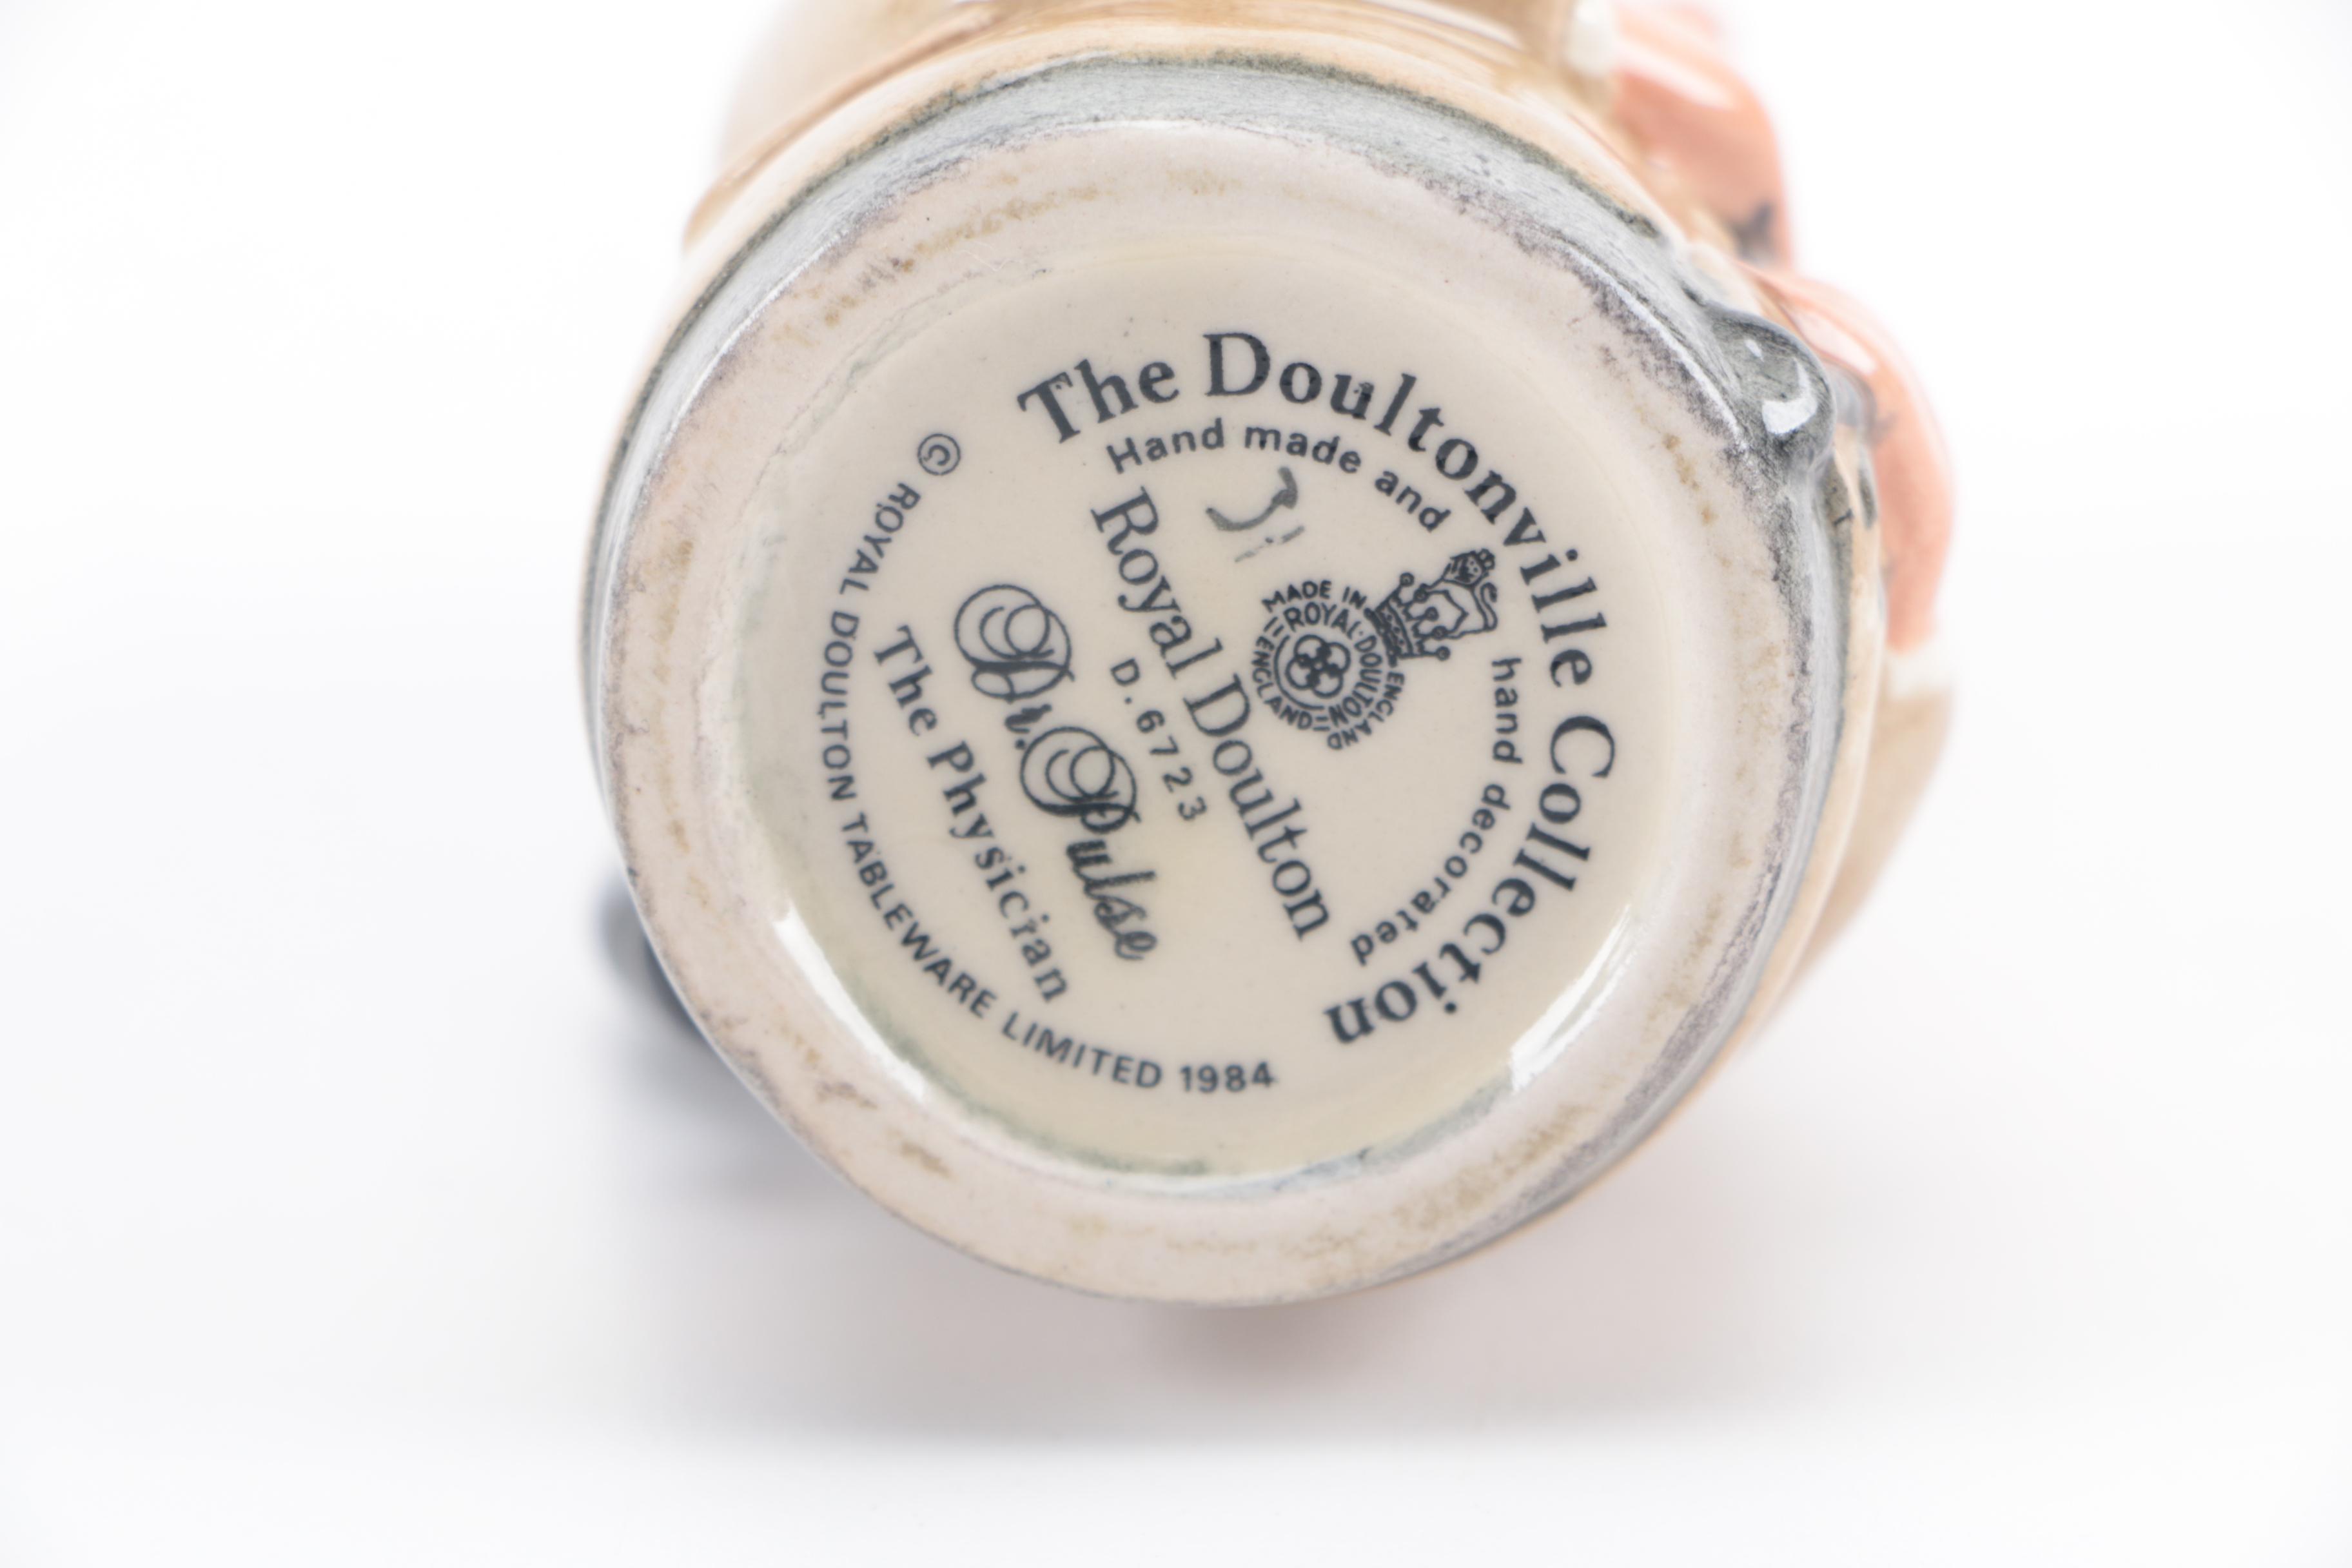 The Doultonville Collection
Hand made and hand decorated
MADE IN ENGLAND
ROYAL DOULTON
ENGLAND
Royal Doulton
D.6723
Dr. Pulse
The Physician
© ROYAL DOULTON TABLEWARE LIMITED 1984